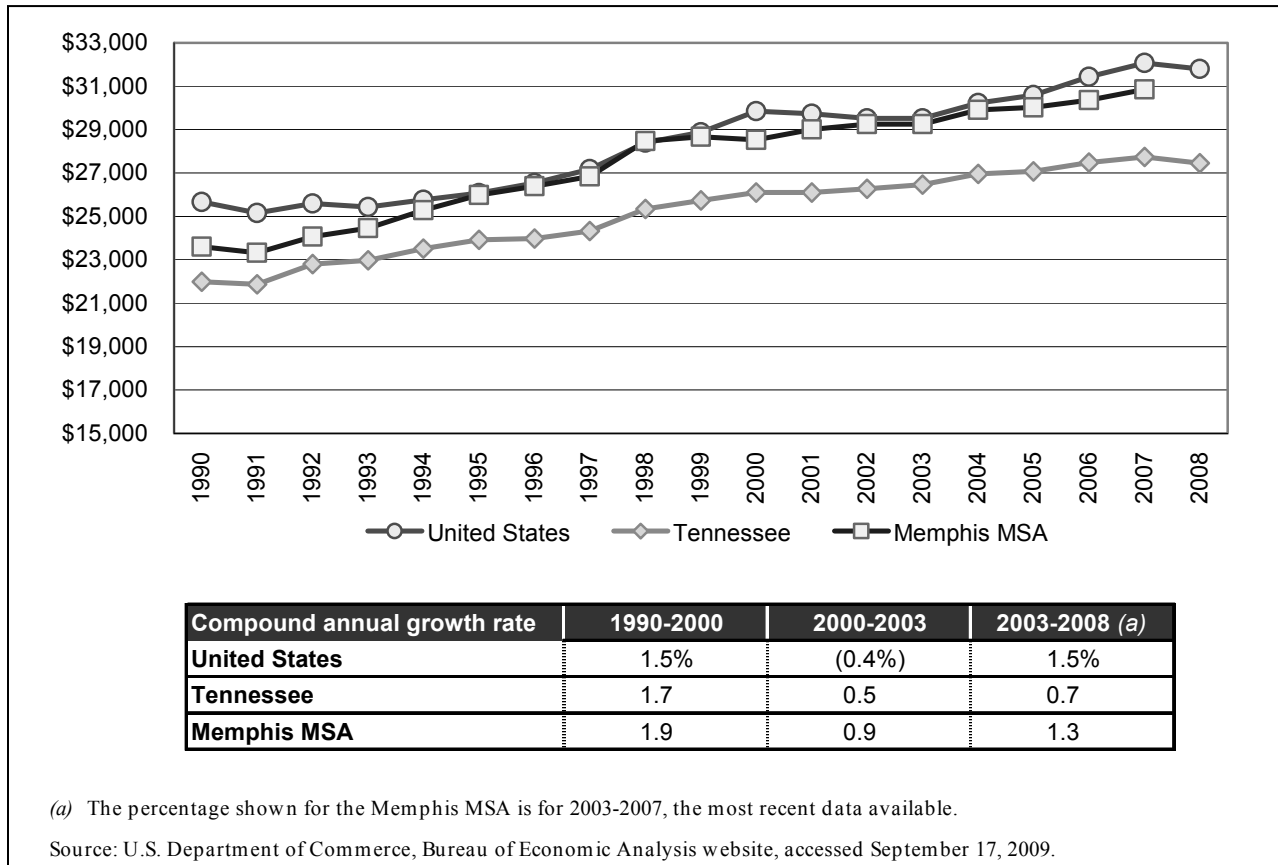 $33,000
$31,000
$29,000
$27,000
$25,000
$23,000
$21,000
$19,000
$17,000
$15,000
1990 1991 1992 1993 1994 1995 1996 1997 1998 1999 2000 2001 2002 2003 2004 2005 2006 2007 2008
United States Tennessee Memphis MSA
Compound annual growth rate 1990-2000 2000-2003 2003-2008 (a)
United States 1.5% (0.4%) 1.5%
Tennessee 1.7 0.5 0.7
Memphis MSA 1.9 0.9 1.3
(a) The percentage shown for the Memphis MSA is for 2003-2007, the most recent data available.
Source: U.S. Department of Commerce, Bureau of Economic Analysis website, accessed September 17, 2009.